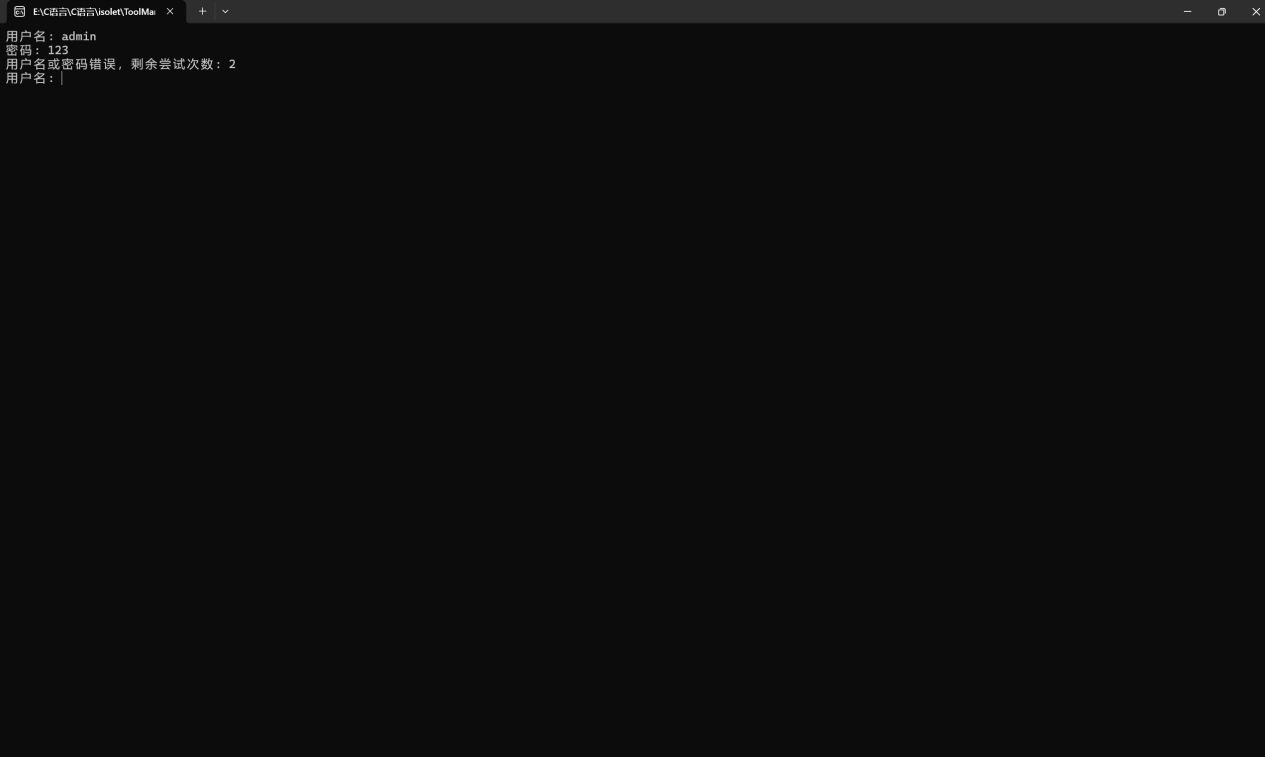 E:\C语言\C语言\isolet\ToolMa
用户名: admin
密码: 123
用户名或密码错误, 剩余尝试次数: 2
用户名: